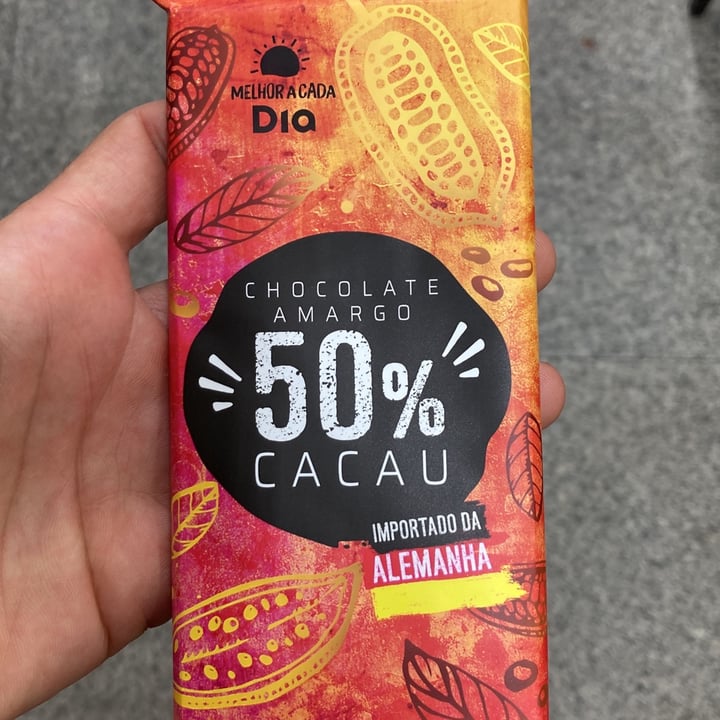 MELHOR A CADA
Dia
CHOCOLATE
AMARGO
50%
CACAU
IMPORTADO DA
ALEMANHA